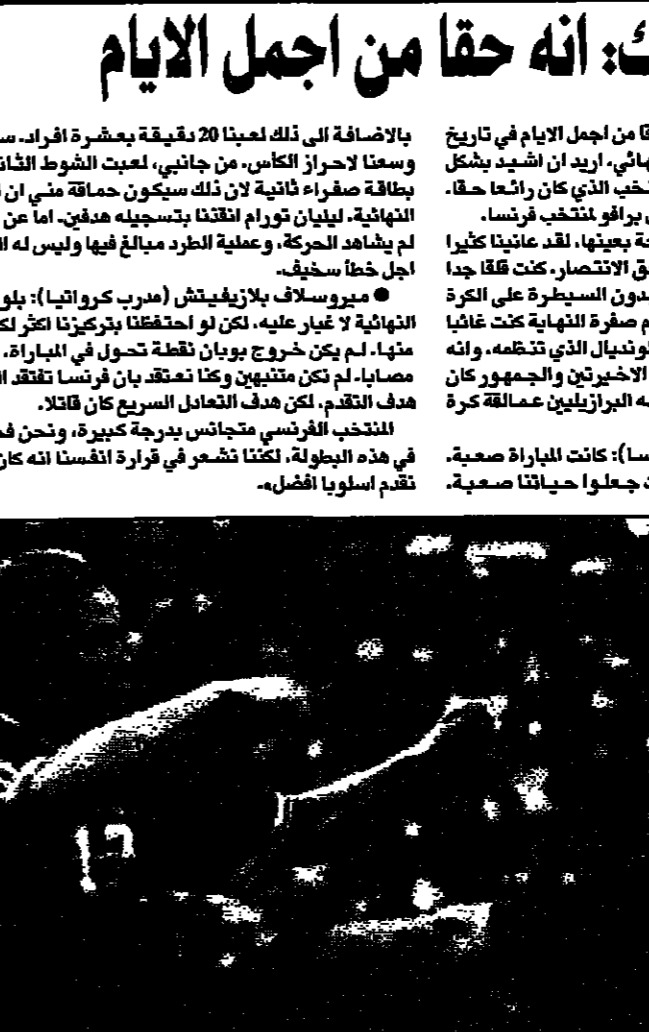 ك: انه حقا من اجمل الايام
قا من اجمل الايام في تاريخ
هائي، اريد ان اشيد بشكل
تخب الذي كان رائعا حقا.
ل برافو لمنتخب فرنسا.
حة بعينها، لقد عانينا كثيرا
ق الانتصار، كنت قلقا جدا
دون السيطرة على الكرة
م صفرة النهاية كنت غائبا
لونديال الذي تنظمه، وانه
الاخيرتين والجمهور كان
ه البرازيليين عمالقة كرة
سا): كانت المباراة صعبة،
ت جعلوا حياتنا صعبة.
بالاضافة الى ذلك لعبنا 20 دقيقة بعشرة افراد. س
وسعنا لاحراز الكأس. من جانبي، لعبت الشوط الثان
بطاقة صفراء ثانية لان ذلك سيكون حماقة مني ان
النهائية. ليليان تورام انقذنا بتسجيله هدفين. اما عن
لم يشاهد الحركة، وعملية الطرد مبالغ فيها وليس له ا
اجل خطأ سخيف.
● ميروسلاف بلازيفيتش (مدرب كرواتيا): بلو
النهائية لا غبار عليه، لكن لو احتفظنا بتركيزنا اكثر لك
منها. لم يكن خروج بوبان نقطة تحول في المباراة،
مصابا. لم نكن متنبهين وكنا نعتقد بان فرنسا تفتقد ال
هدف التقدم، لكن هدف التعادل السريع كان قاتلا.
المنتخب الفرنسي متجانس بدرجة كبيرة، ونحن فخ
في هذه البطولة، لكننا نشعر في قرارة انفسنا انه كان
نقدم اسلوبا افضل».